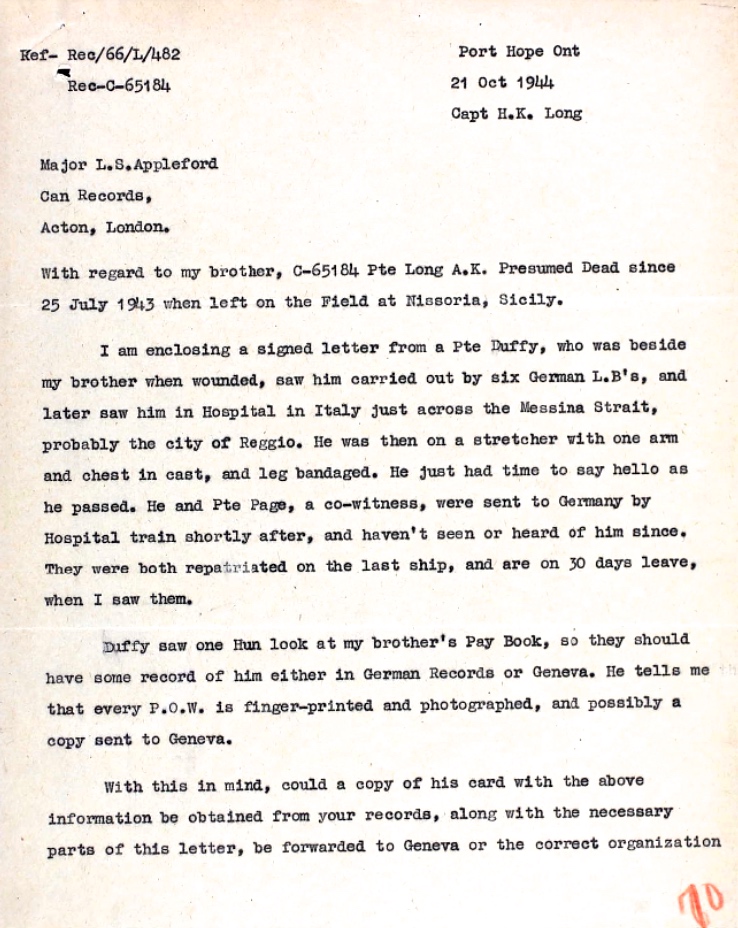 Ref- Rec/66/L/482
Port Hope Ont
Rec-C-65184
21 Oct 1944
Capt H.K. Long
Major L.S.Appleford
Can Records,
Acton, London.
With regard to my brother, C-65184 Pte Long A.K. Presumed Dead since
25 July 1943 when left on the Field at Nissoria, Sicily.
I am enclosing a signed letter from a Pte Duffy, who was beside
my brother when wounded, saw him carried out by six German L.B's, and
later saw him in Hospital in Italy just across the Messina Strait,
probably the city of Reggio. He was then on a stretcher with one arm
and chest in cast, and leg bandaged. He just had time to say hello as
he passed. He and Pte Page, a co-witness, were sent to Germany by
Hospital train shortly after, and haven't seen or heard of him since.
They were both repatriated on the last ship, and are on 30 days leave,
when I saw them.
Duffy saw one Hun look at my brother's Pay Book, so they should
have some record of him either in German Records or Geneva. He tells me
that every P.O.W. is finger-printed and photographed, and possibly a
copy sent to Geneva.
With this in mind, could a copy of his card with the above
information be obtained from your records, along with the necessary
parts of this letter, be forwarded to Geneva or the correct organization
70